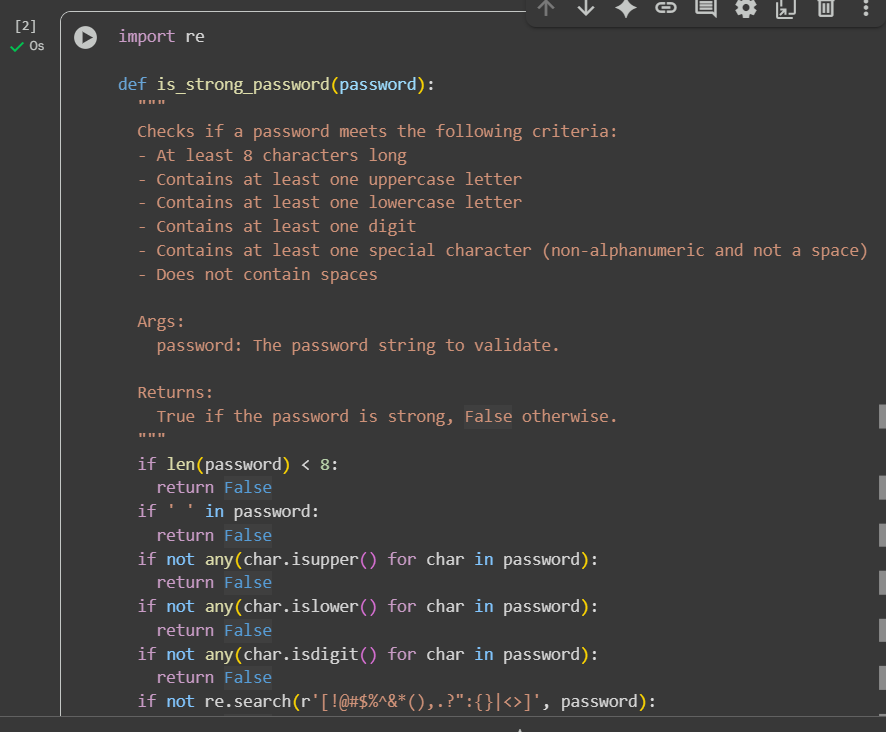 [2]
0s
import re
def is_strong_password(password):
"""
Checks if a password meets the following criteria:
- At least 8 characters long
- Contains at least one uppercase letter
- Contains at least one lowercase letter
- Contains at least one digit
- Contains at least one special character (non-alphanumeric and not a space)
- Does not contain spaces
Args:
password: The password string to validate.
Returns:
True if the password is strong, False otherwise.
"""
if len(password) < 8:
return False
if ' ' in password:
return False
if not any(char.isupper() for char in password):
return False
if not any(char.islower() for char in password):
return False
if not any(char.isdigit() for char in password):
return False
if not re.search(r'[!@#$%^&*(),.?":{}|<>]', password):